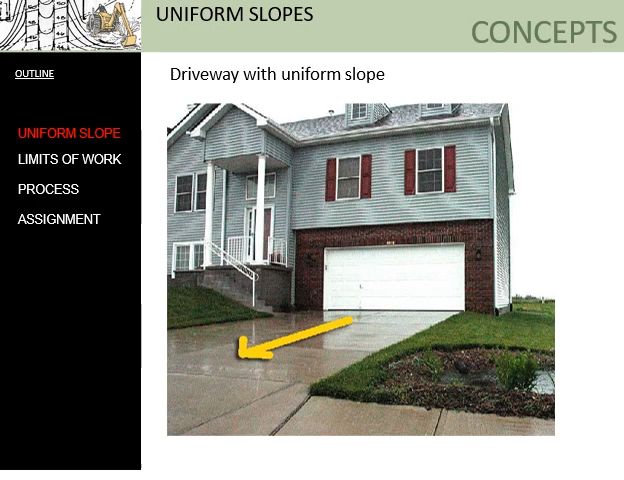 UNIFORM SLOPES
CONCEPTS
OUTLINE
Driveway with uniform slope
UNIFORM SLOPE
LIMITS OF WORK
PROCESS
ASSIGNMENT